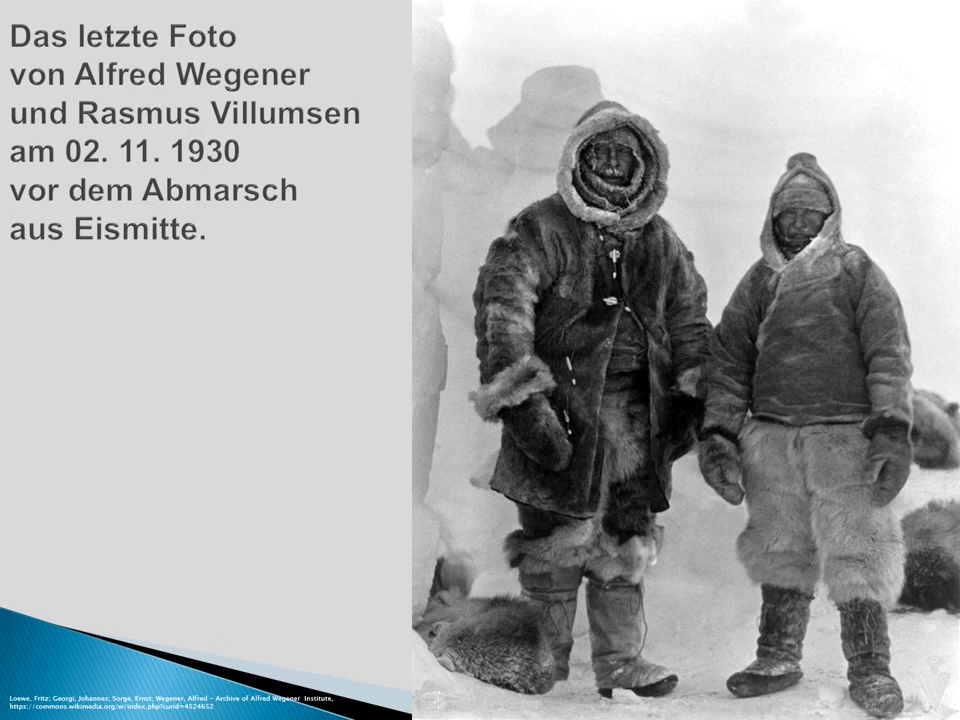 Das letzte Foto
von Alfred Wegener
und Rasmus Villumsen
am 02. 11. 1930
vor dem Abmarsch
aus Eismitte.
Loewe, Fritz; Georgi, Johannes; Sorge, Ernst; Wegener, Alfred - Archive of Alfred Wegener Institute,
https://commons.wikimedia.org/w/index.php?curid=4524652